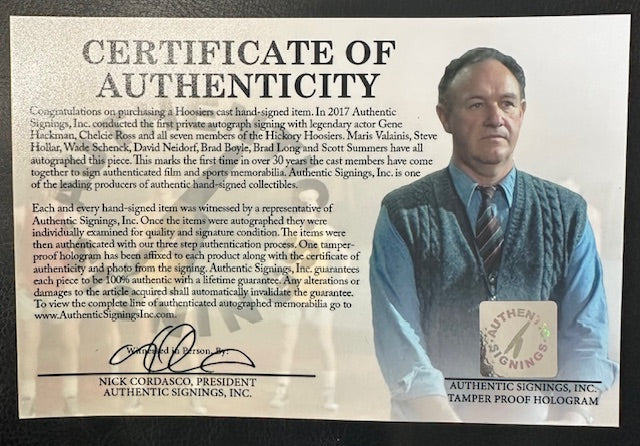 CERTIFICATE OF
AUTHENTICITY
Congratulations on purchasing a Hoosiers cast hand-signed item. In 2017 Authentic
Signings, Inc. conducted the first private autograph signing with legendary actor Gene
Hackman, Chelcie Ross and all seven members of the Hickory Hoosiers. Maris Valainis, Steve
Hollar, Wade Schenck, David Neidorf, Brad Boyle, Brad Long and Scott Summers have all
autographed this piece. This marks the first time in over 30 years the cast members have come
together to sign authenticated film and sports memorabilia. Authentic Signings, Inc. is one
of the leading producers of authentic hand-signed collectibles.
Each and every hand-signed item was witnessed by a representative of
Authentic Signings, Inc. Once the items were autographed they were
individually examined for quality and signature condition. The items were
then authenticated with our three step authentication process. One tamper-
proof hologram has been affixed to each product along with the certificate of
authenticity and photo from the signing. Authentic Signings, Inc. guarantees
each piece to be 100% authentic with a lifetime guarantee. Any alterations or
damages to the article acquired shall automatically invalidate the guarantee.
To view the complete line of authenticated autographed memorabilia go to
www.AuthenticSigningsInc.com.
Witnessed in Person, By:
NICK CORDASCO, PRESIDENT
AUTHENTIC SIGNINGS, INC.
AUTHENTIC
SIGNINGS
AUTHENTIC SIGNINGS, INC.
TAMPER PROOF HOLOGRAM